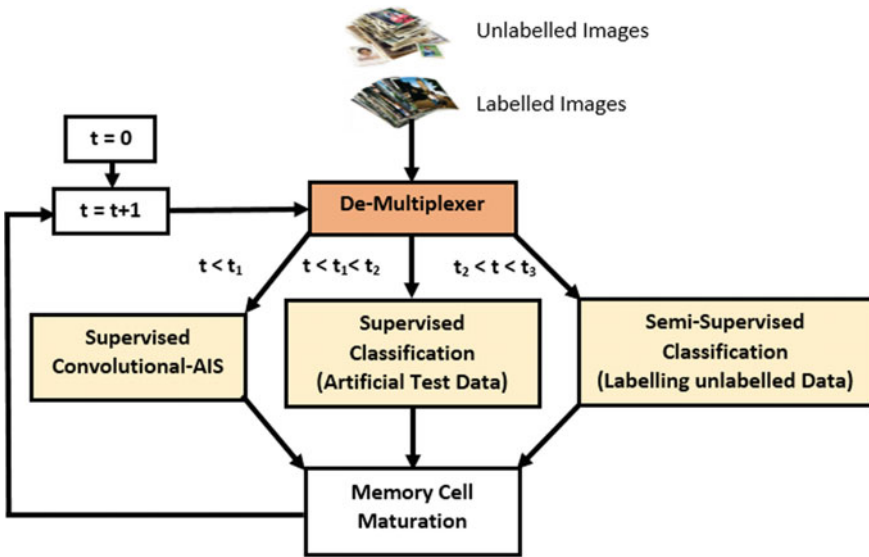 Unlabelled Images
Labelled Images
t = 0
t = t+1
De-Multiplexer
t < t₁
t < t₁< t₂
t₂ < t < t₃
Supervised
Convolutional-AIS
Supervised
Classification
(Artificial Test Data)
Semi-Supervised
Classification
(Labelling unlabelled Data)
Memory Cell
Maturation